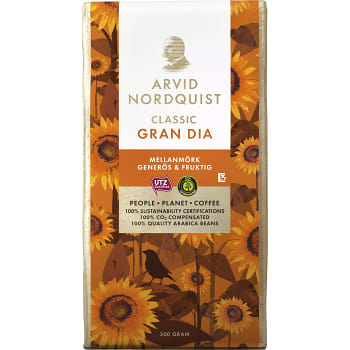 ARVID
NORDQUIST
CLASSIC
GRAN DIA
MELLANMÖRK
GENERÖS & FRUKTIG
UTZ
PEOPLE • PLANET • COFFEE
100% SUSTAINABILITY CERTIFICATIONS
100% CO₂ COMPENSATED
100% QUALITY ARABICA BEANS
500 GRAM